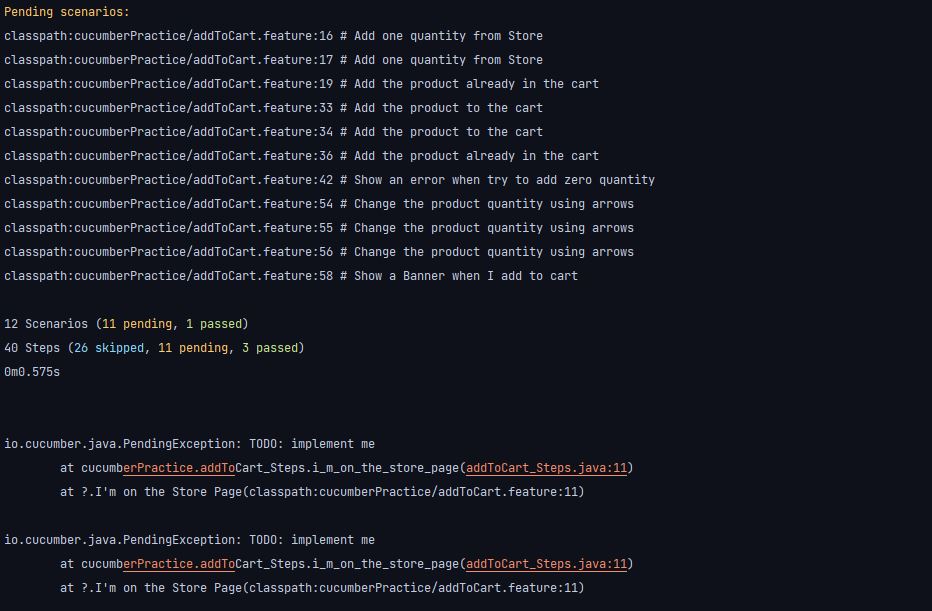 Pending scenarios:
classpath:cucumberPractice/addToCart.feature:16 # Add one quantity from Store
classpath:cucumberPractice/addToCart.feature:17 # Add one quantity from Store
classpath:cucumberPractice/addToCart.feature:19 # Add the product already in the cart
classpath:cucumberPractice/addToCart.feature:33 # Add the product to the cart
classpath:cucumberPractice/addToCart.feature:34 # Add the product to the cart
classpath:cucumberPractice/addToCart.feature:36 # Add the product already in the cart
classpath:cucumberPractice/addToCart.feature:42 # Show an error when try to add zero quantity
classpath:cucumberPractice/addToCart.feature:54 # Change the product quantity using arrows
classpath:cucumberPractice/addToCart.feature:55 # Change the product quantity using arrows
classpath:cucumberPractice/addToCart.feature:56 # Change the product quantity using arrows
classpath:cucumberPractice/addToCart.feature:58 # Show a Banner when I add to cart
12 Scenarios (11 pending, 1 passed)
40 Steps (26 skipped, 11 pending, 3 passed)
0m0.575s
io.cucumber.java.PendingException: TODO: implement me
at cucumberPractice.addToCart_Steps.i_m_on_the_store_page(addToCart_Steps.java:11)
at ?.I'm on the Store Page(classpath:cucumberPractice/addToCart.feature:11)
io.cucumber.java.PendingException: TODO: implement me
at cucumberPractice.addToCart_Steps.i_m_on_the_store_page(addToCart_Steps.java:11)
at ?.I'm on the Store Page(classpath:cucumberPractice/addToCart.feature:11)